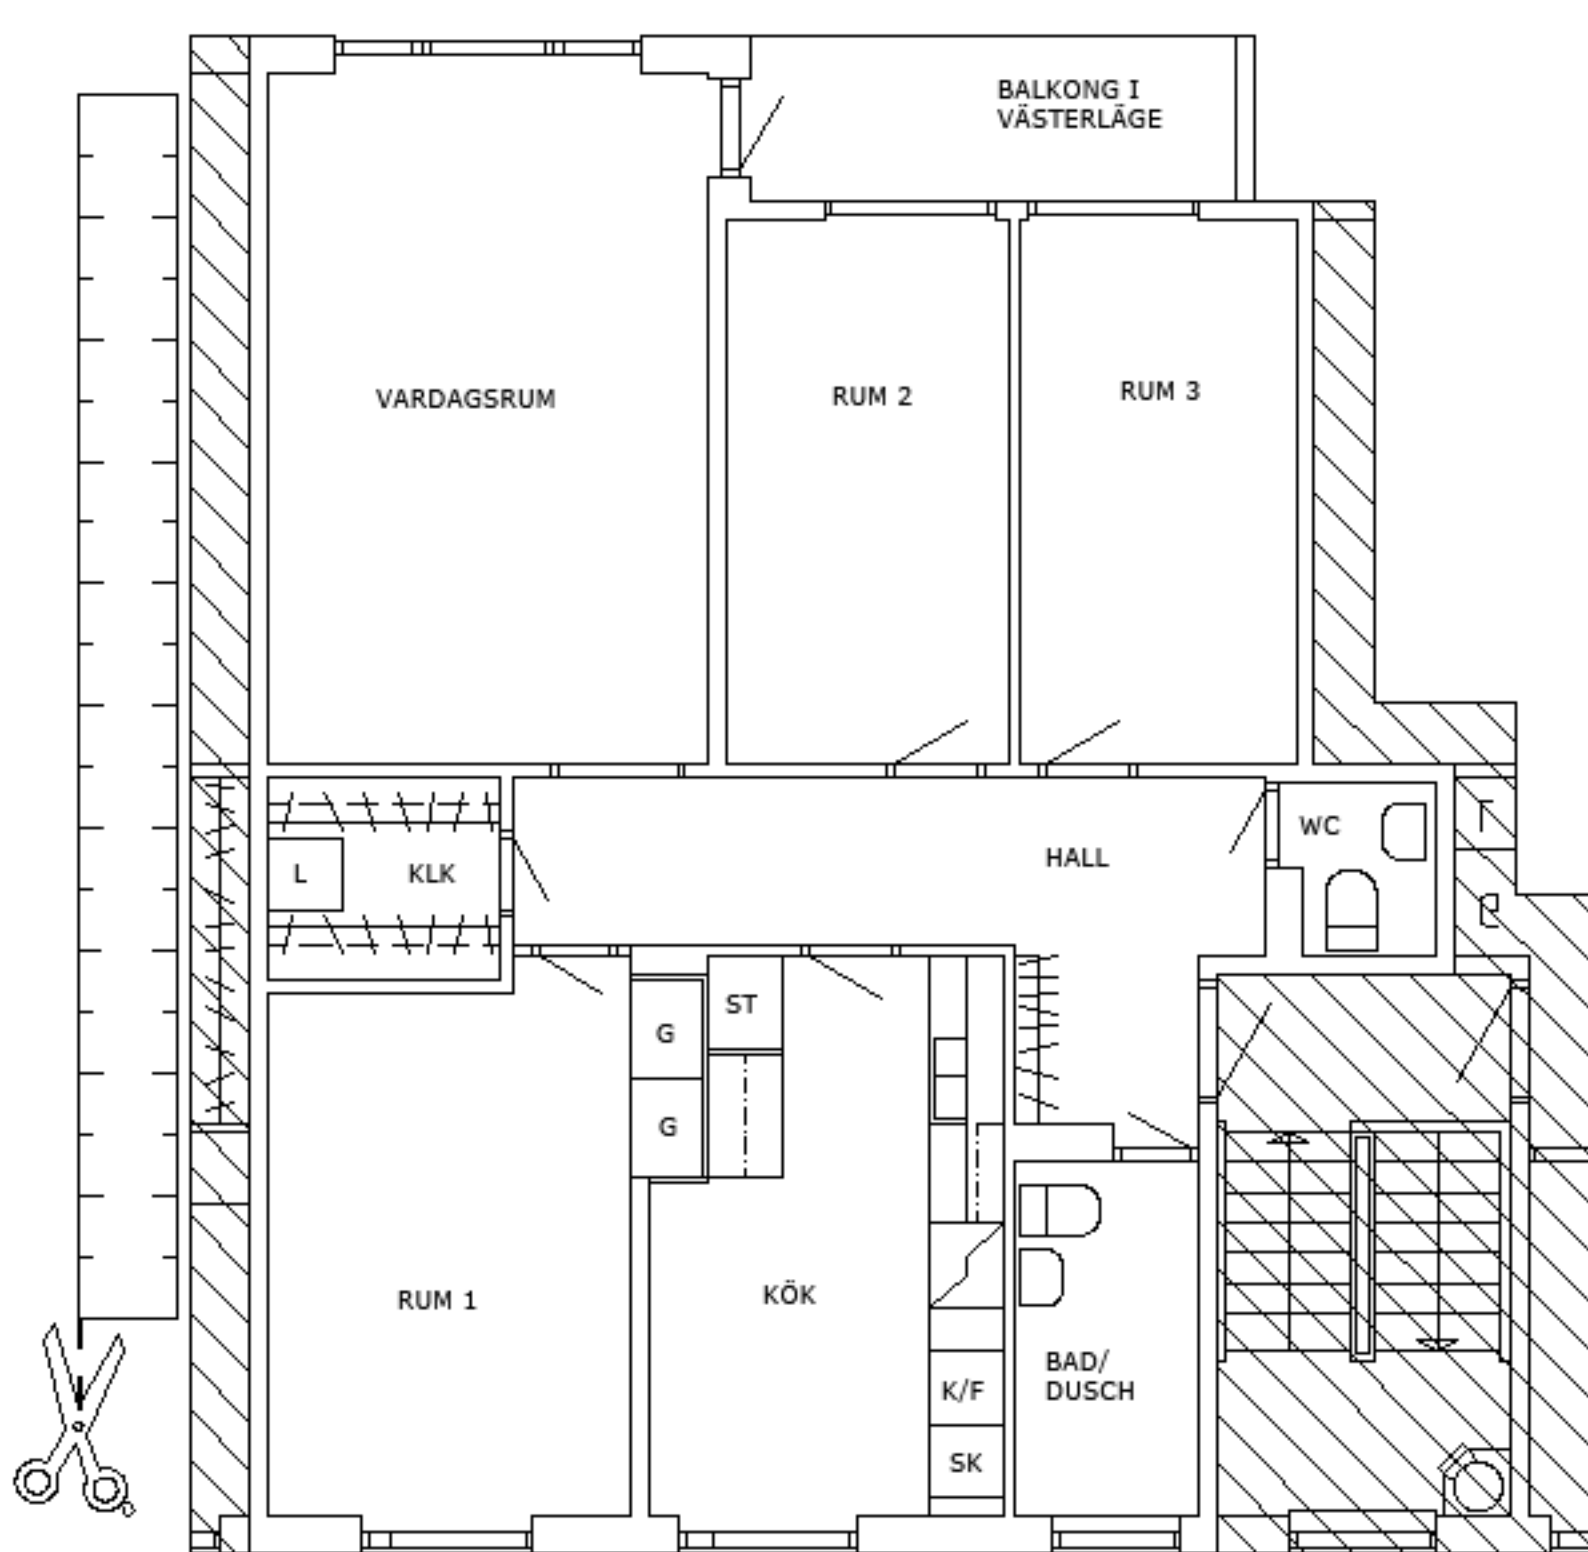 BALKONG I
VÄSTERLÄGE
VARDAGSRUM
RUM 2
RUM 3
WC
HALL
L
KLK
ST
G
G
RUM 1
KÖK
BAD/
DUSCH
K/F
SK